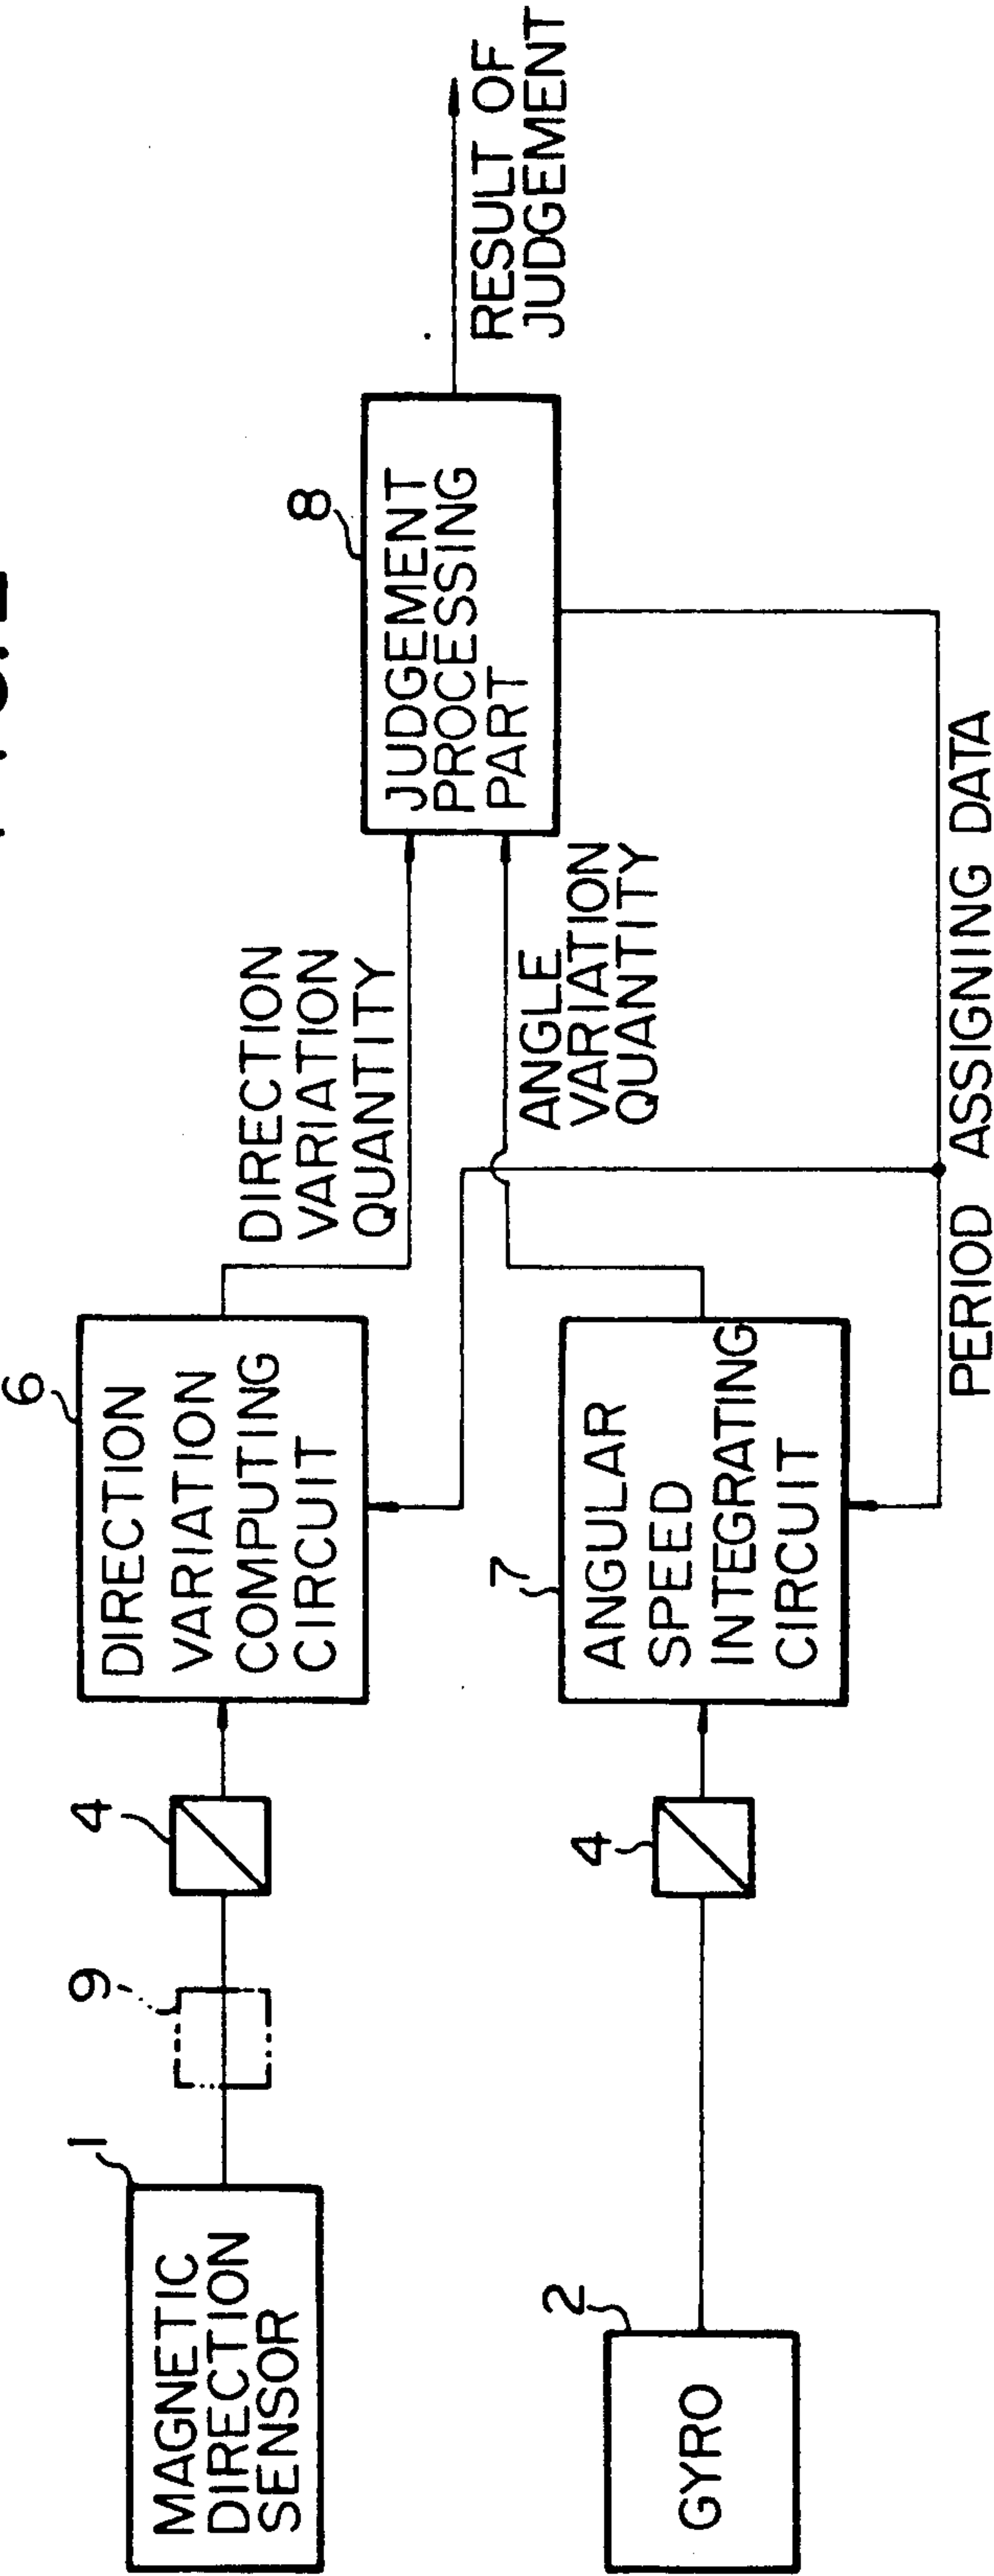 1
MAGNETIC
DIRECTION
SENSOR
9
4
6
DIRECTION
VARIATION
COMPUTING
CIRCUIT
DIRECTION
VARIATION
QUANTITY
8
JUDGEMENT
PROCESSING
PART
RESULT OF
JUDGEMENT
2
GYRO
4
7
ANGULAR
SPEED
INTEGRATING
CIRCUIT
ANGLE
VARIATION
QUANTITY
PERIOD ASSIGNING DATA